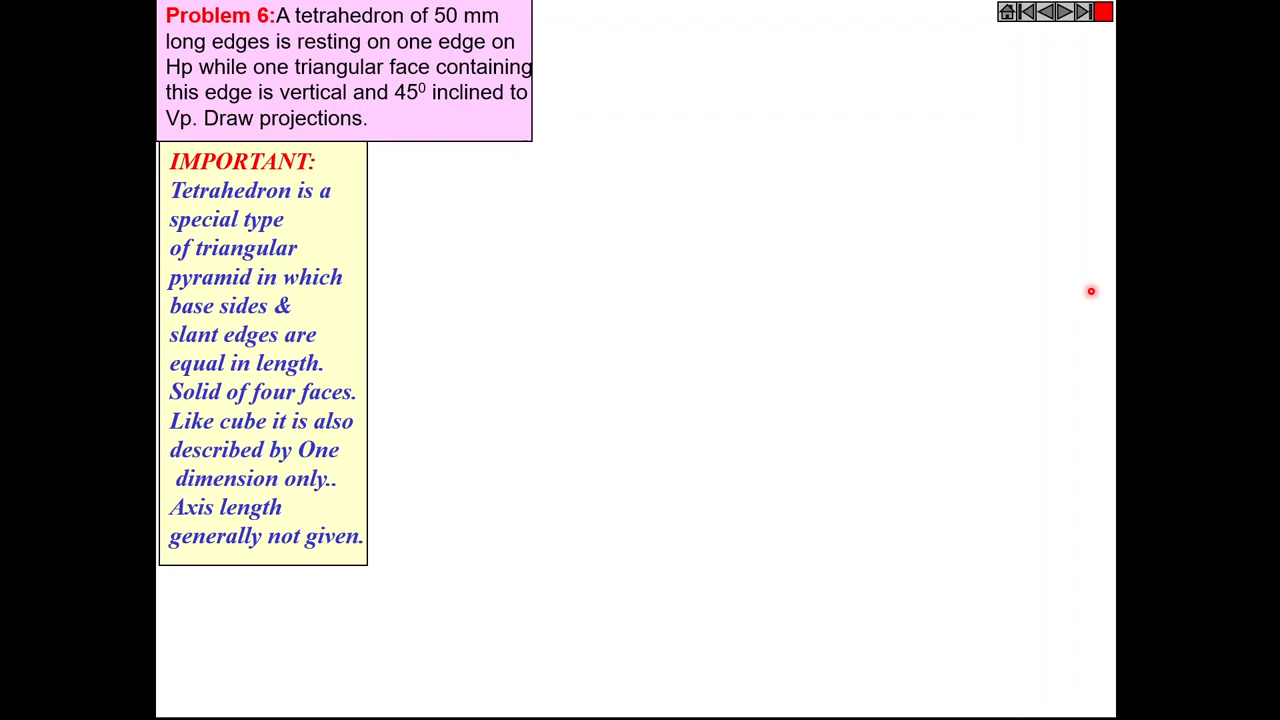 Problem 6:A tetrahedron of 50 mm
long edges is resting on one edge on
Hp while one triangular face containing
this edge is vertical and 45⁰ inclined to
Vp. Draw projections.
IMPORTANT:
Tetrahedron is a
special type
of triangular
pyramid in which
base sides &
slant edges are
equal in length.
Solid of four faces.
Like cube it is also
described by One
dimension only..
Axis length
generally not given.